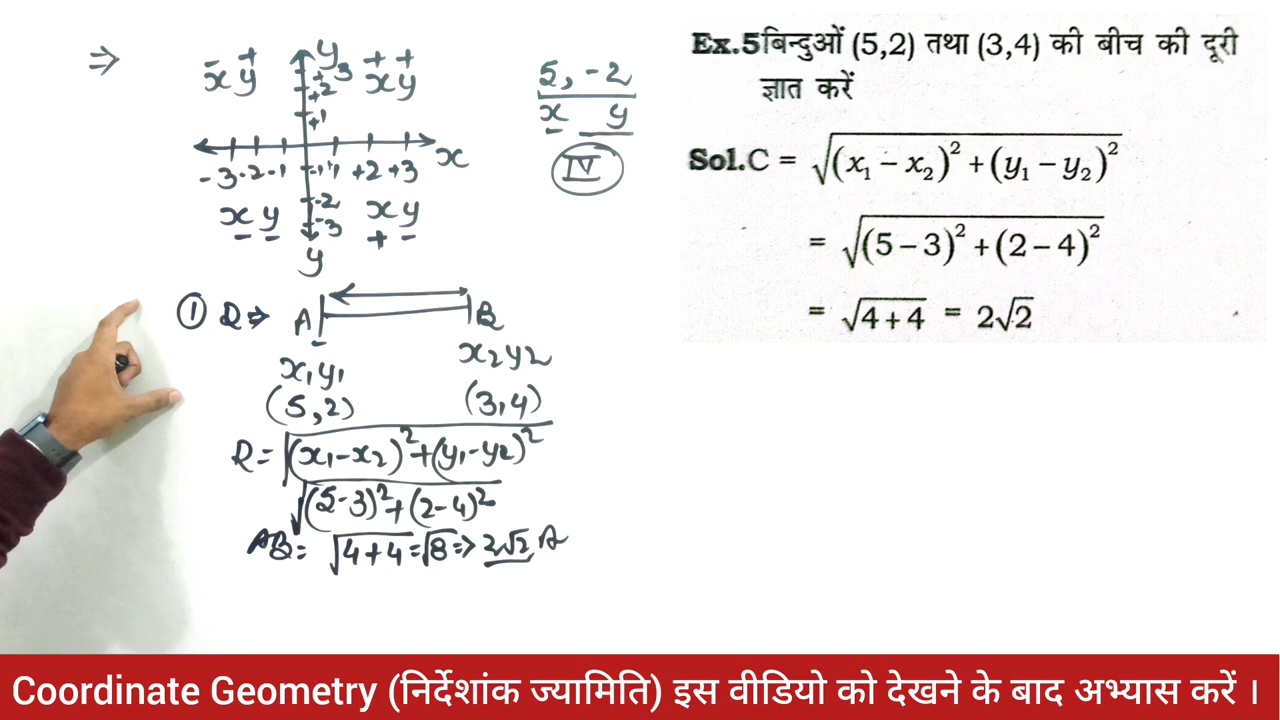 ⇒
- +
x y
y
+3
+2
+1
+ +
x y
-3 -2 -1
+1 +2 +3
x
-1
-2
-3
x y
- -
x y
+ -
y
5, -2
x y
IV
① D⇒ A B
x₁y₁ x₂y₂
(5,2) (3,4)
D = √(x₁-x₂)²+(y₁-y₂)²
√(5-3)²+(2-4)²
AB = √4+4 = √8 ⇒ 2√2 A
Ex.5 बिन्दुओं (5,2) तथा (3,4) की बीच की दूरी
ज्ञात करें
Sol. C = √(x₁ − x₂)² + (y₁ − y₂)²
= √(5−3)² + (2−4)²
= √4+4 = 2√2
Coordinate Geometry (निर्देशांक ज्यामिति) इस वीडियो को देखने के बाद अभ्यास करें ।